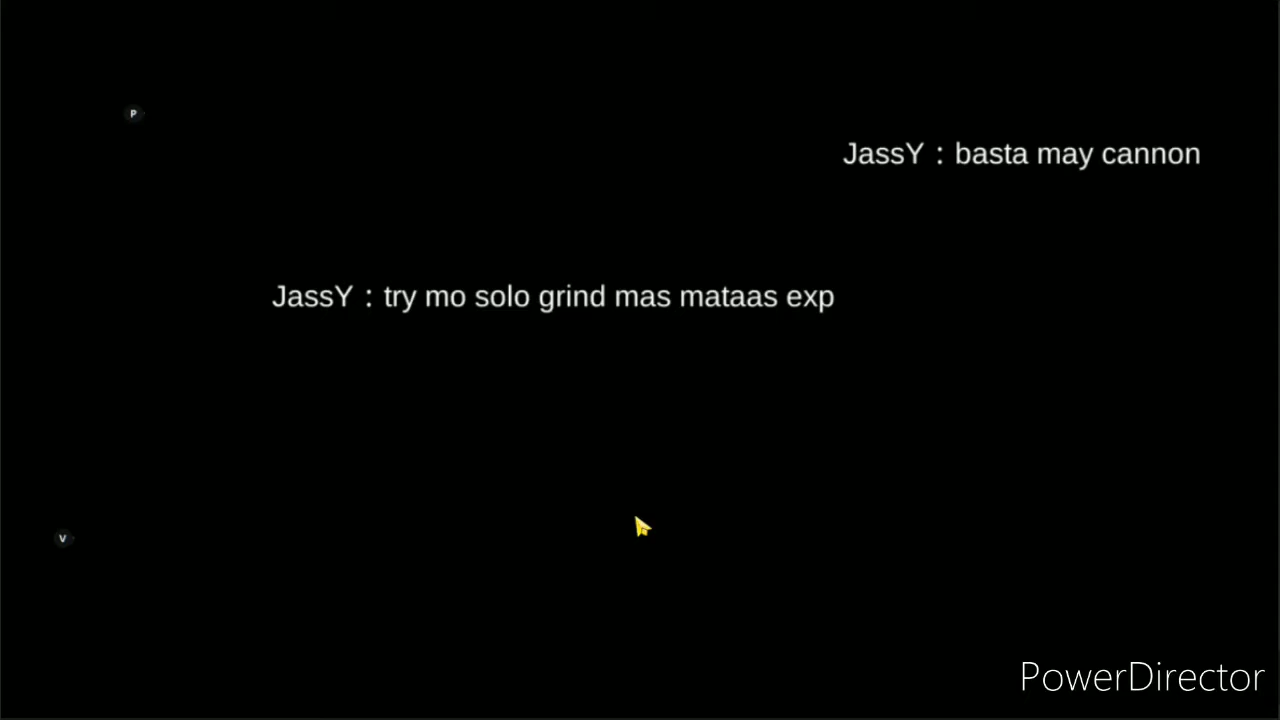 P
JassY : basta may cannon
JassY : try mo solo grind mas mataas exp
V
PowerDirector